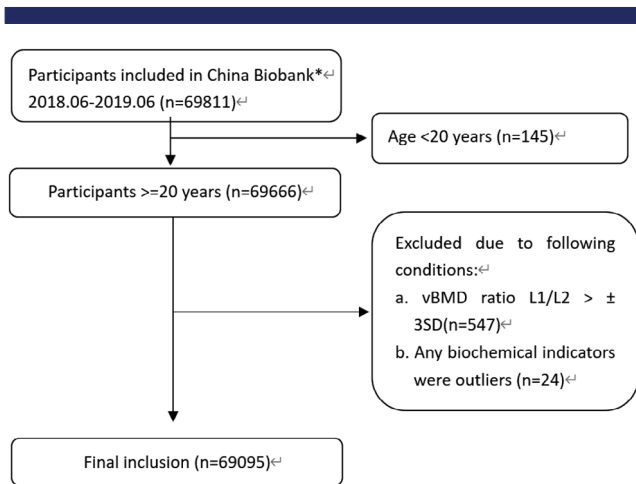 Participants included in China Biobank*↵
2018.06-2019.06 (n=69811)↵
Age <20 years (n=145)↵
Participants >=20 years (n=69666)↵
Excluded due to following
conditions:↵
a. vBMD ratio L1/L2 > ±
3SD(n=547)↵
b. Any biochemical indicators
were outliers (n=24)↵
Final inclusion (n=69095)↵